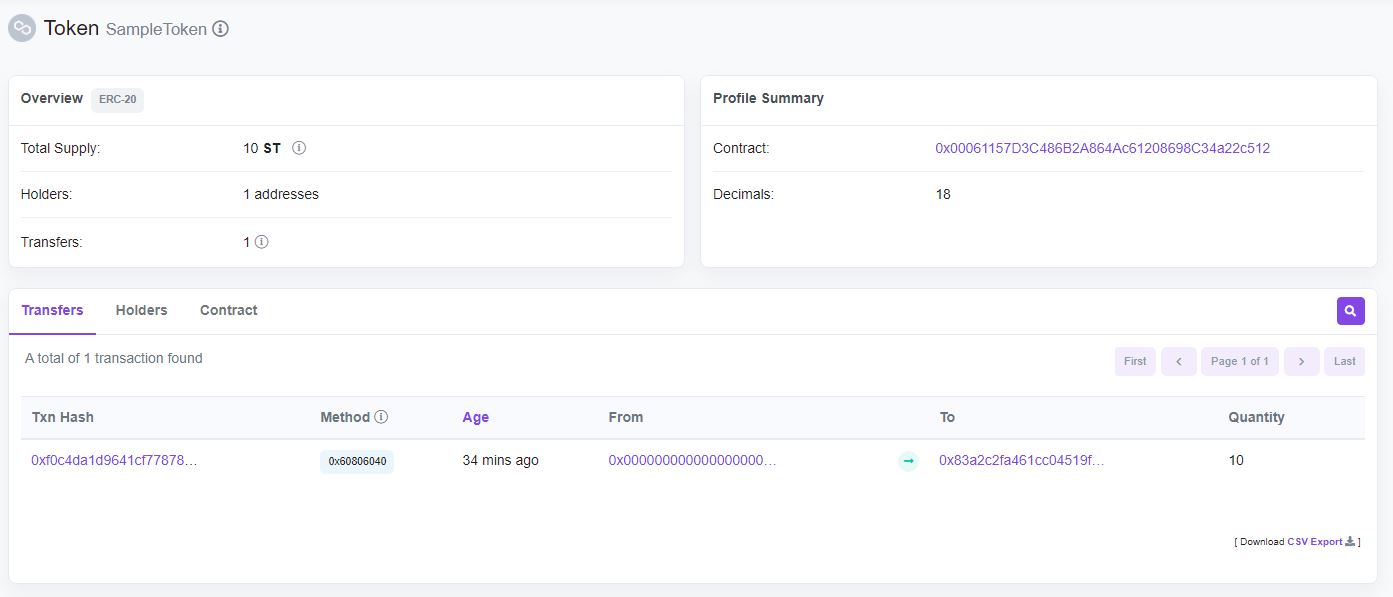 Token SampleToken
Overview ERC-20
Total Supply: 10 ST
Holders: 1 addresses
Transfers: 1
Profile Summary
Contract: 0x00061157D3C486B2A864Ac61208698C34a22c512
Decimals: 18
Transfers Holders Contract
A total of 1 transaction found
First Page 1 of 1 Last
Txn Hash Method Age From To Quantity
0xf0c4da1d9641cf77878... 0x60806040 34 mins ago 0x000000000000000000... 0x83a2c2fa461cc04519f... 10
[ Download CSV Export ]